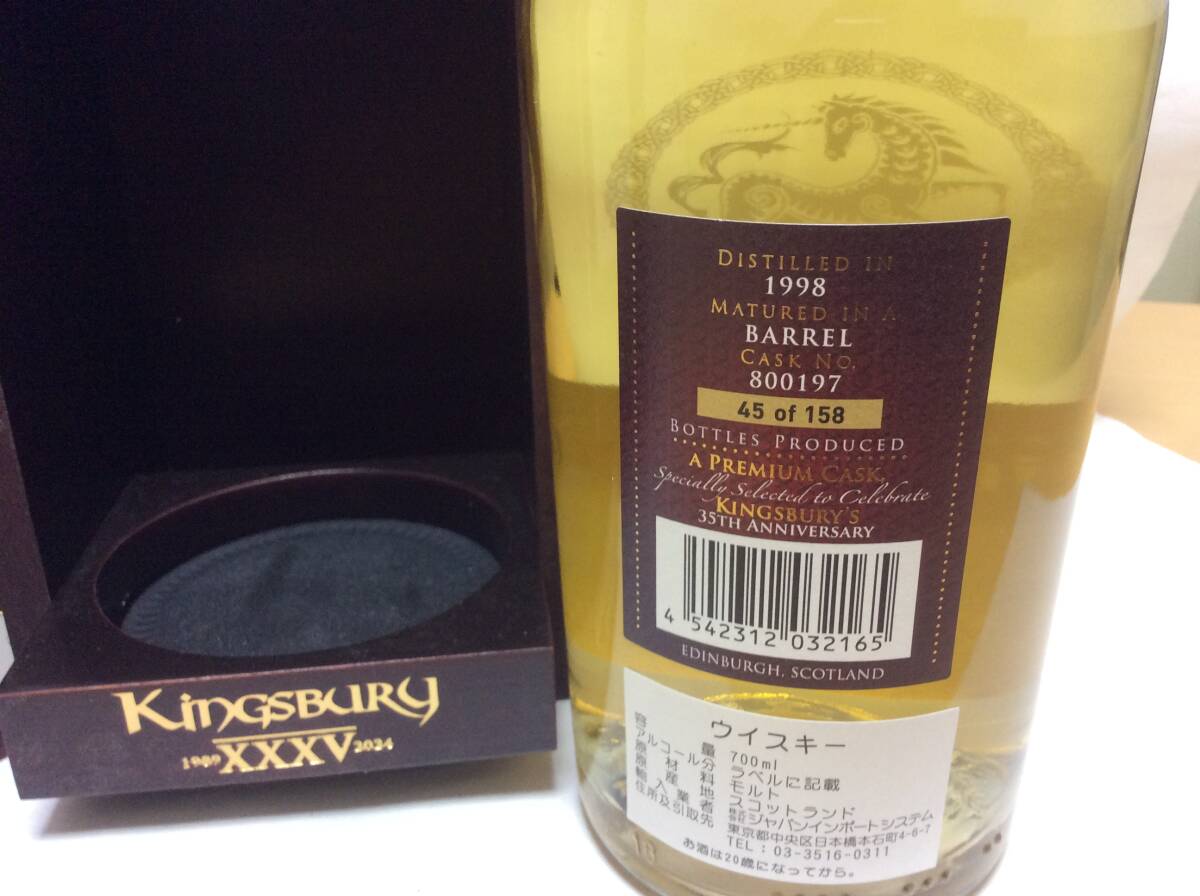 KINGSBURY
1989 XXXV 2024
DISTILLED IN
1998
MATURED IN A
BARREL
CASK NO.
800197
45 of 158
BOTTLES PRODUCED
A PREMIUM CASK,
Specially Selected to Celebrate
KINGSBURY'S
35TH ANNIVERSARY
4 542312 032165
EDINBURGH, SCOTLAND
ウイスキー
容量 700ml
アルコール分 ラベルに記載
原材料 モルト
原産地 スコットランド
輸入業者 株式会社ジャパンインポートシステム
住所及引取先 東京都中央区日本橋本石町4-6-7
TEL:03-3516-0311
お酒は20歳になってから。